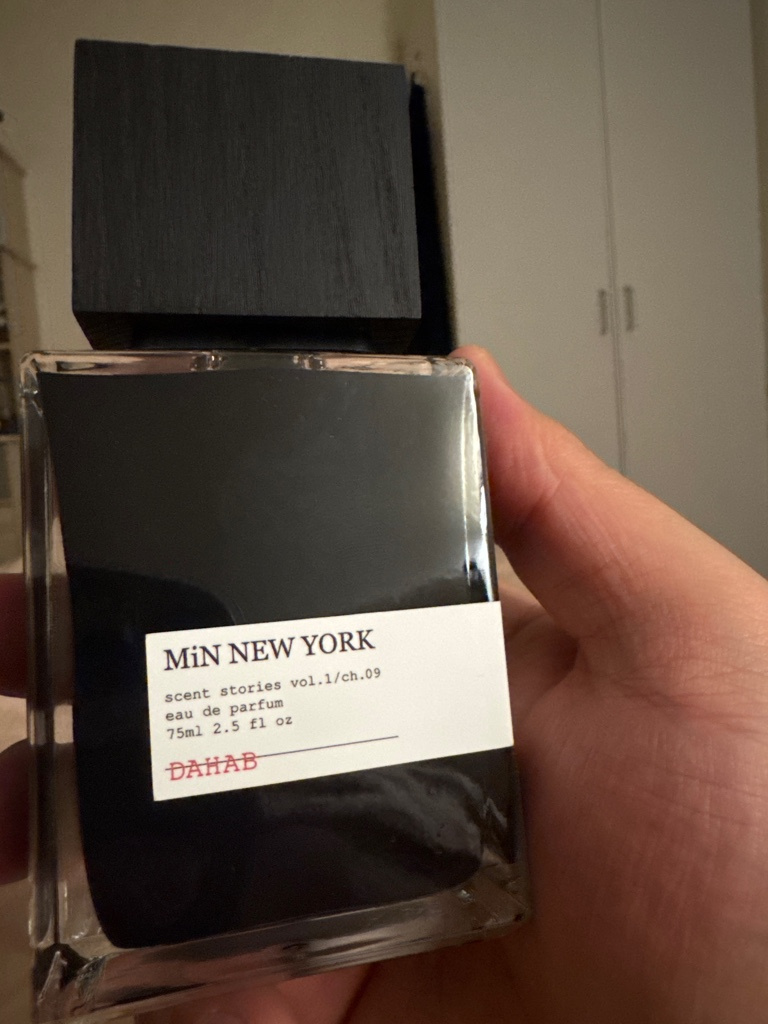 MiN NEW YORK
scent stories vol.1/ch.09
eau de parfum
75ml 2.5 fl oz
DAHAB